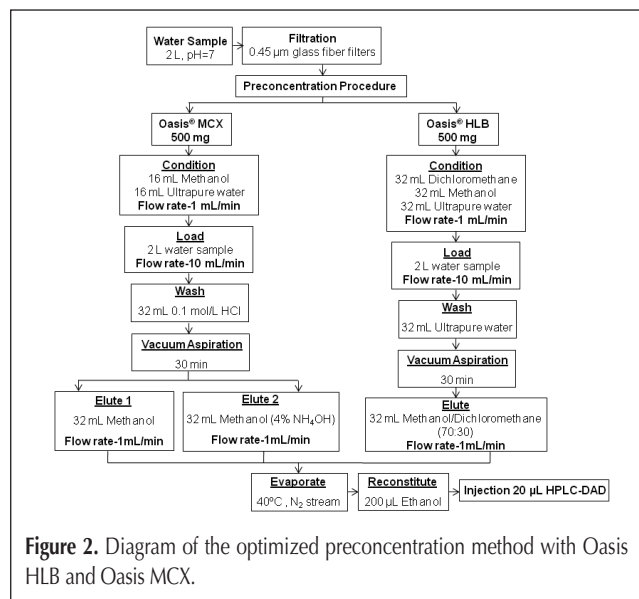 Water Sample
2 L, pH=7
Filtration
0.45 µm glass fiber filters
Preconcentration Procedure
Oasis® MCX
500 mg
Condition
16 mL Methanol
16 mL Ultrapure water
Flow rate-1 mL/min
Load
2 L water sample
Flow rate-10 mL/min
Wash
32 mL 0.1 mol/L HCl
Vacuum Aspiration
30 min
Elute 1
32 mL Methanol
Flow rate-1mL/min
Elute 2
32 mL Methanol (4% NH₄OH)
Flow rate-1mL/min
Oasis® HLB
500 mg
Condition
32 mL Dichloromethane
32 mL Methanol
32 mL Ultrapure water
Flow rate-1 mL/min
Load
2 L water sample
Flow rate-10 mL/min
Wash
32 mL Ultrapure water
Vacuum Aspiration
30 min
Elute
32 mL Methanol/Dichloromethane
(70:30)
Flow rate-1mL/min
Evaporate
40ºC , N₂ stream
Reconstitute
200 µL Ethanol
Injection 20 µL HPLC-DAD
Figure 2. Diagram of the optimized preconcentration method with Oasis
HLB and Oasis MCX.